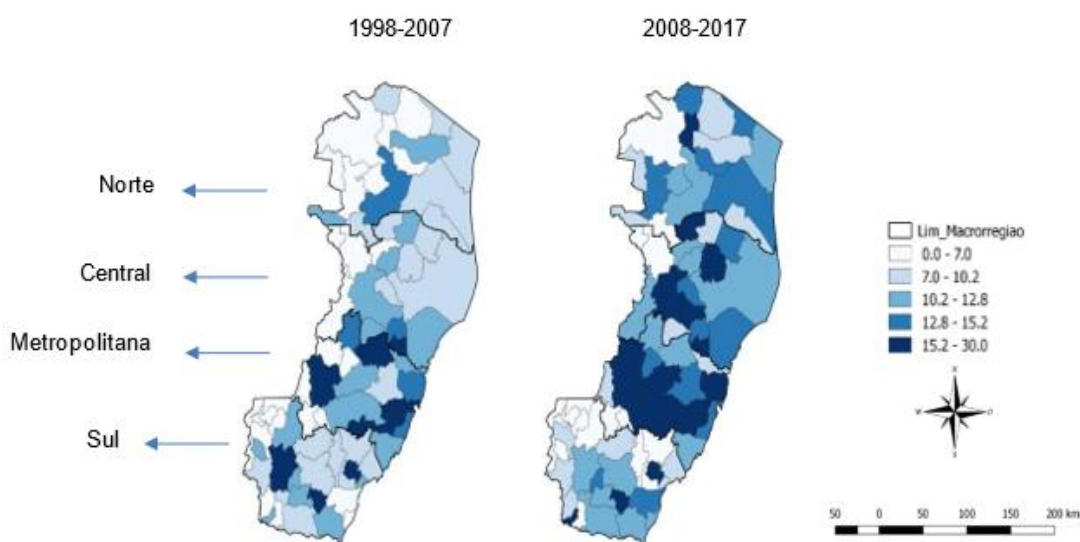 1998-2007
2008-2017
Norte
Central
Metropolitana
Sul
Lim_Macrorregiao
0.0 - 7.0
7.0 - 10.2
10.2 - 12.8
12.8 - 15.2
15.2 - 30.0
50 0 50 100 150 200 km